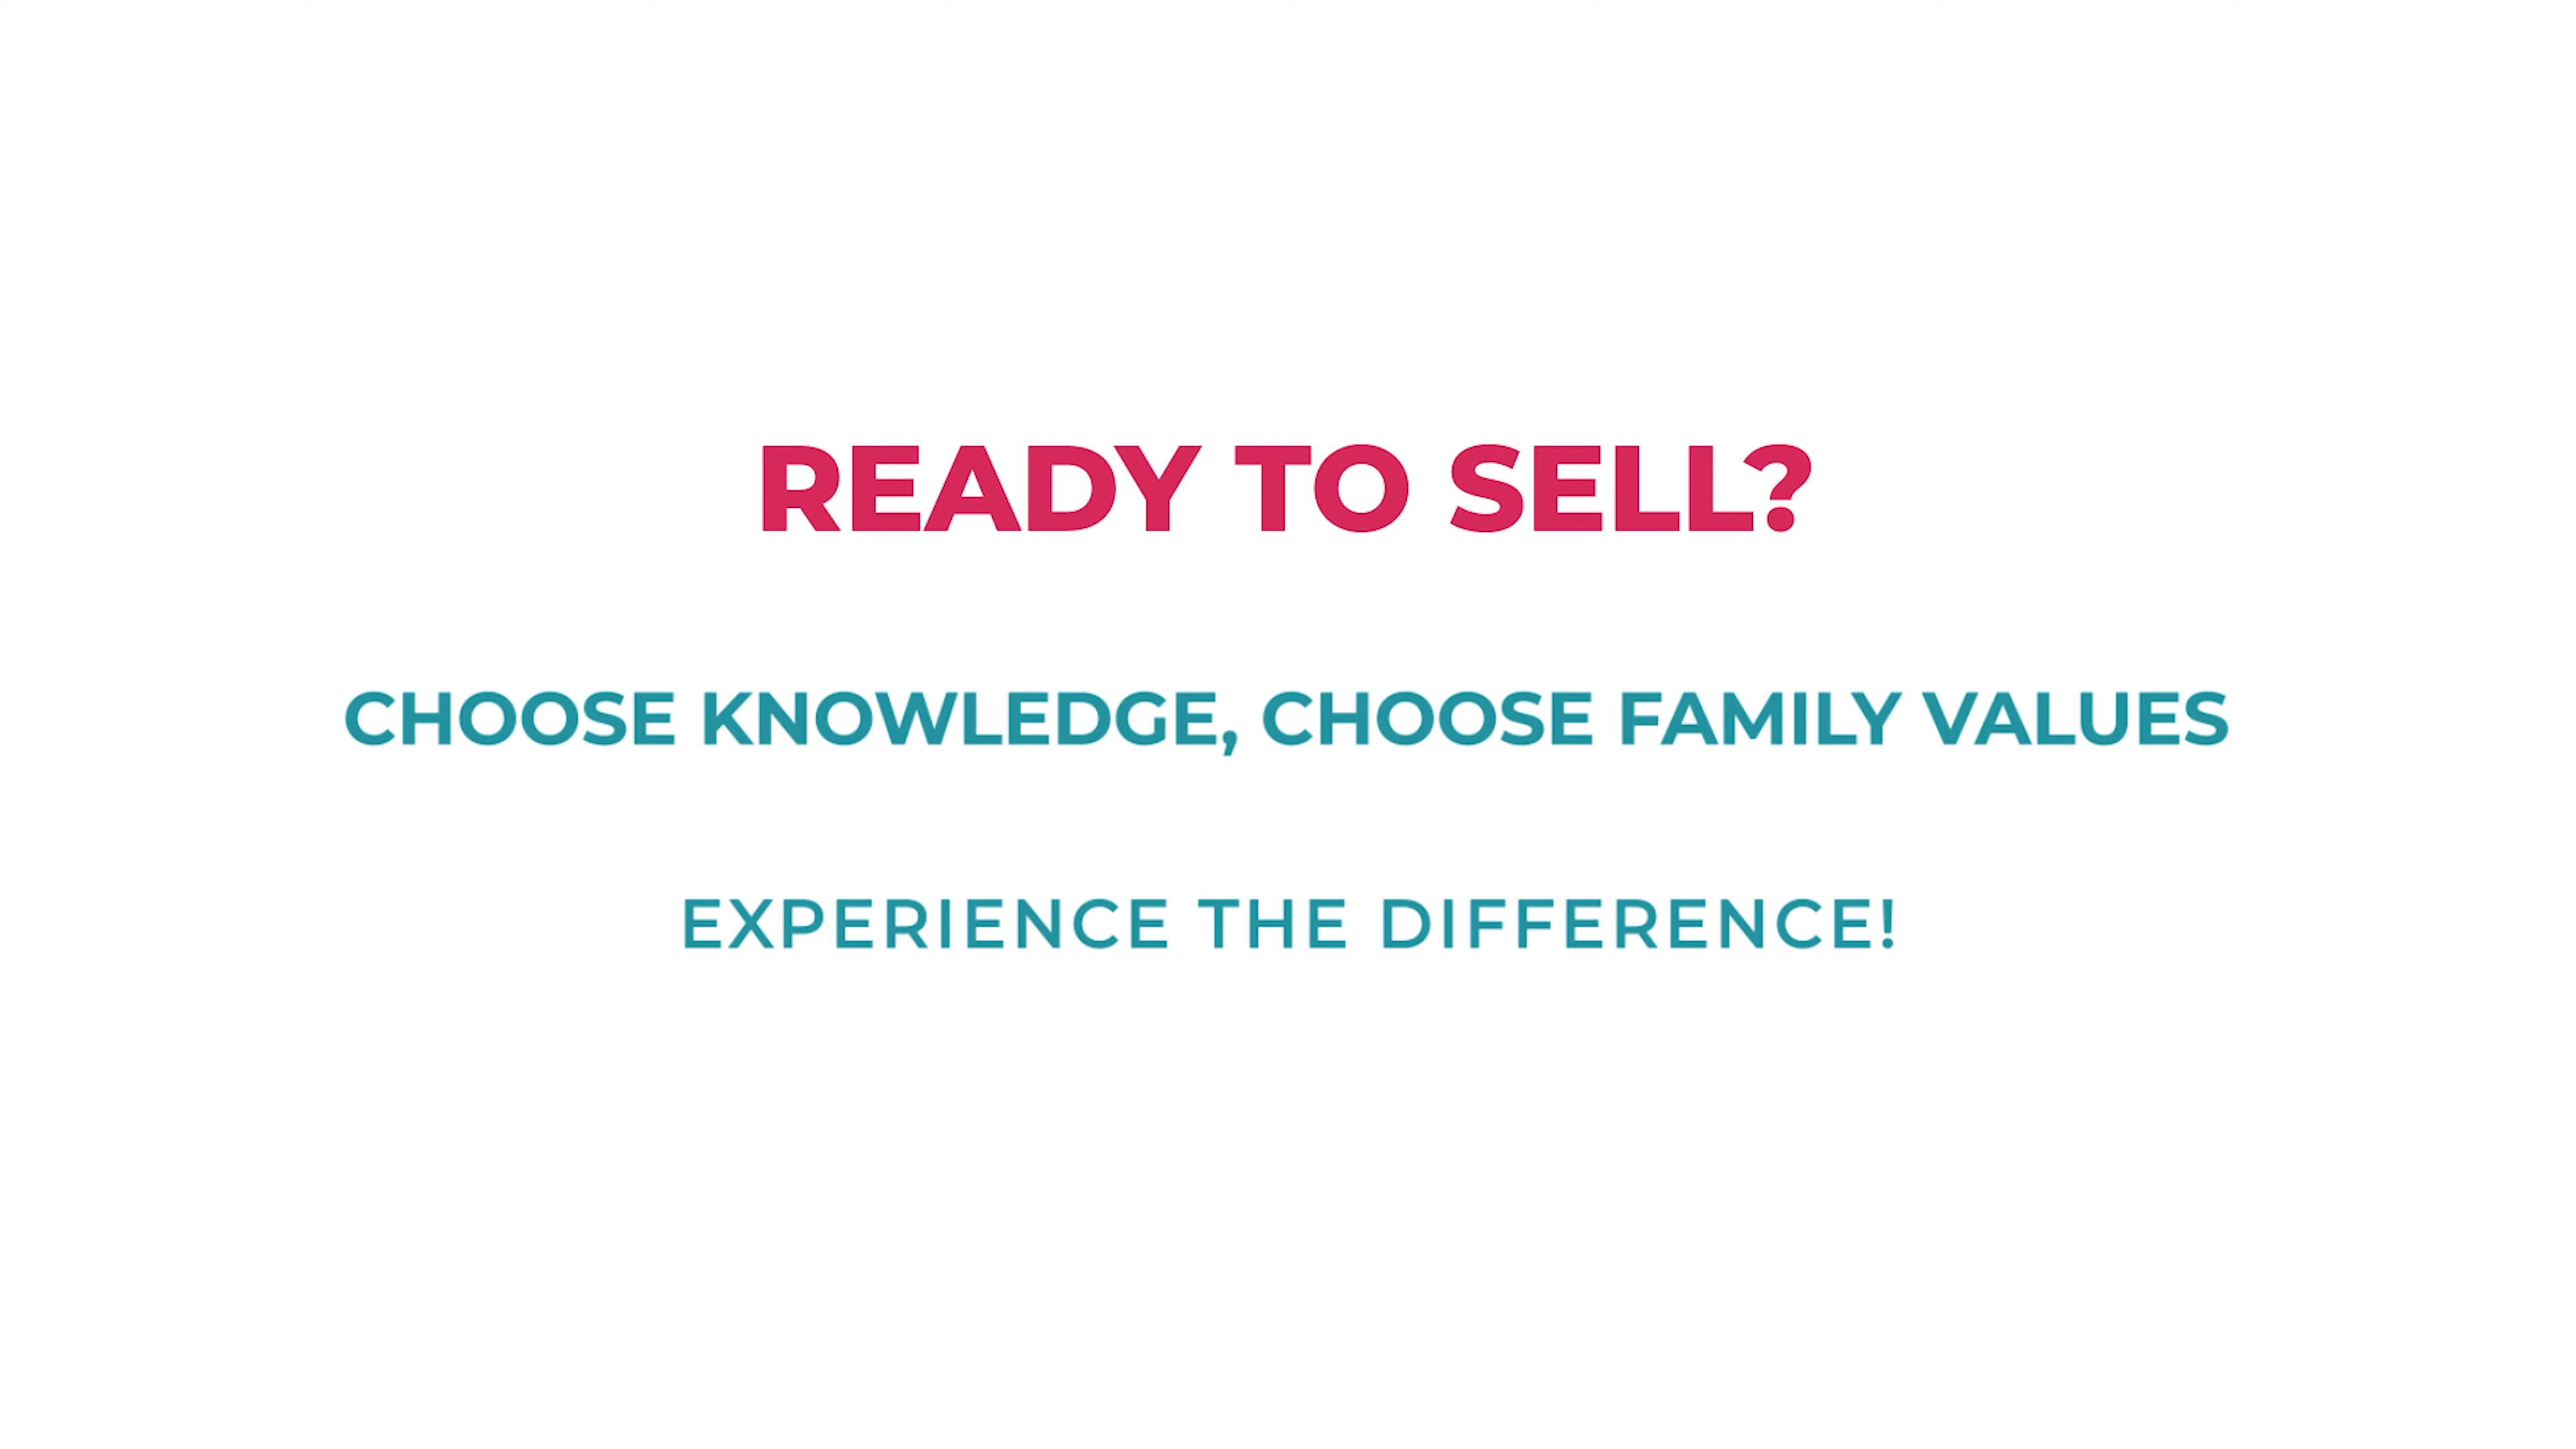 READY TO SELL?
CHOOSE KNOWLEDGE, CHOOSE FAMILY VALUES
EXPERIENCE THE DIFFERENCE!